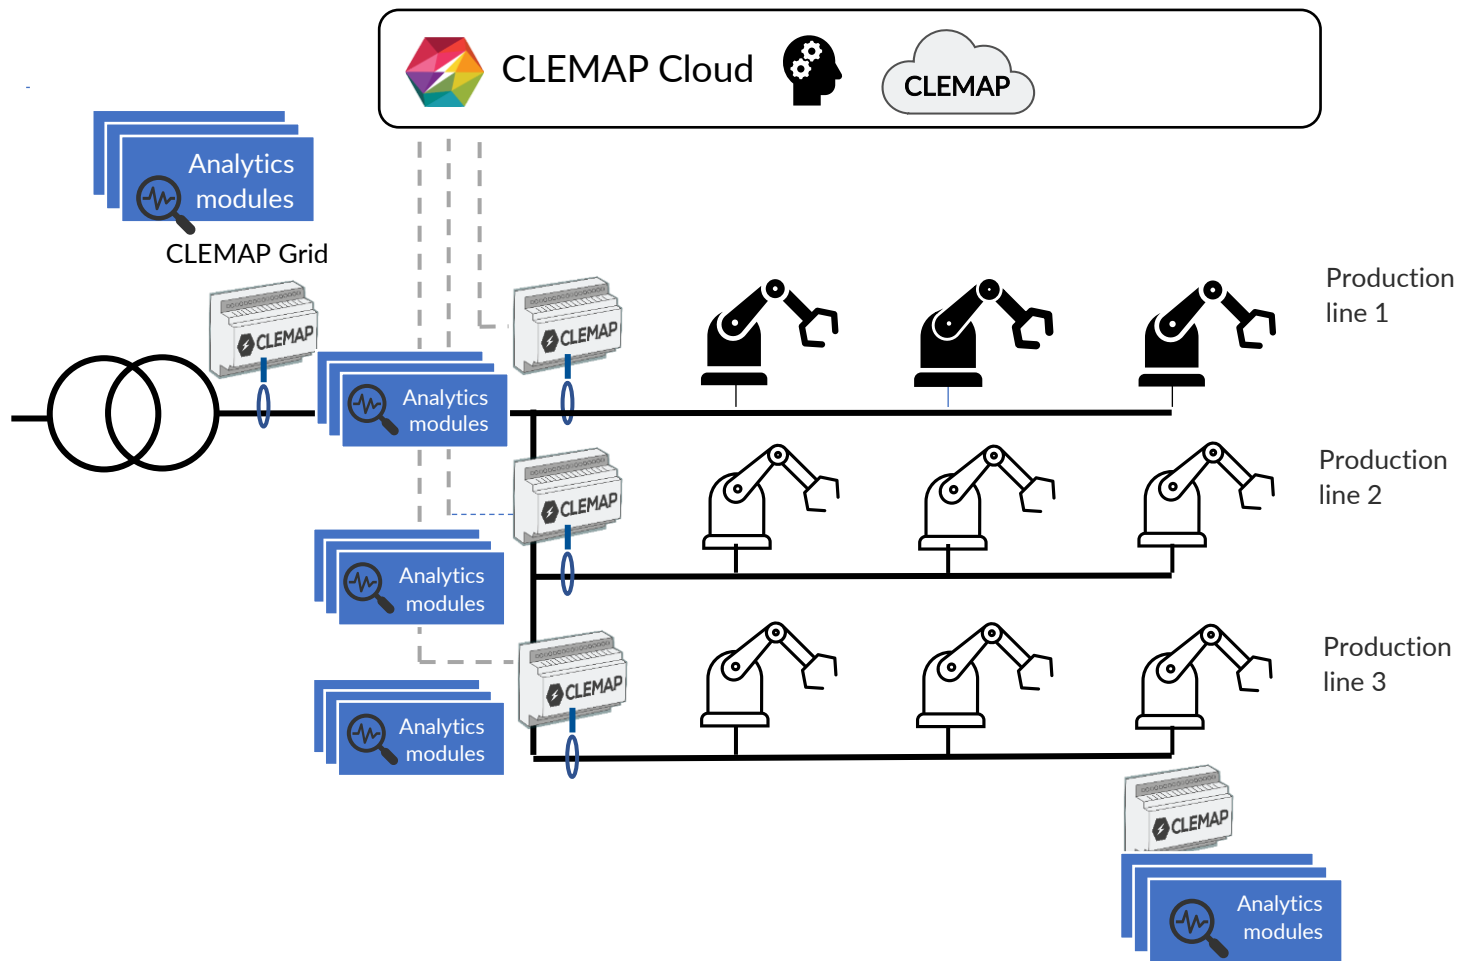 CLEMAP Cloud
CLEMAP
Analytics
modules
CLEMAP Grid
CLEMAP
CLEMAP
Production
line 1
Analytics
modules
CLEMAP
Production
line 2
Analytics
modules
CLEMAP
Production
line 3
Analytics
modules
CLEMAP
Analytics
modules